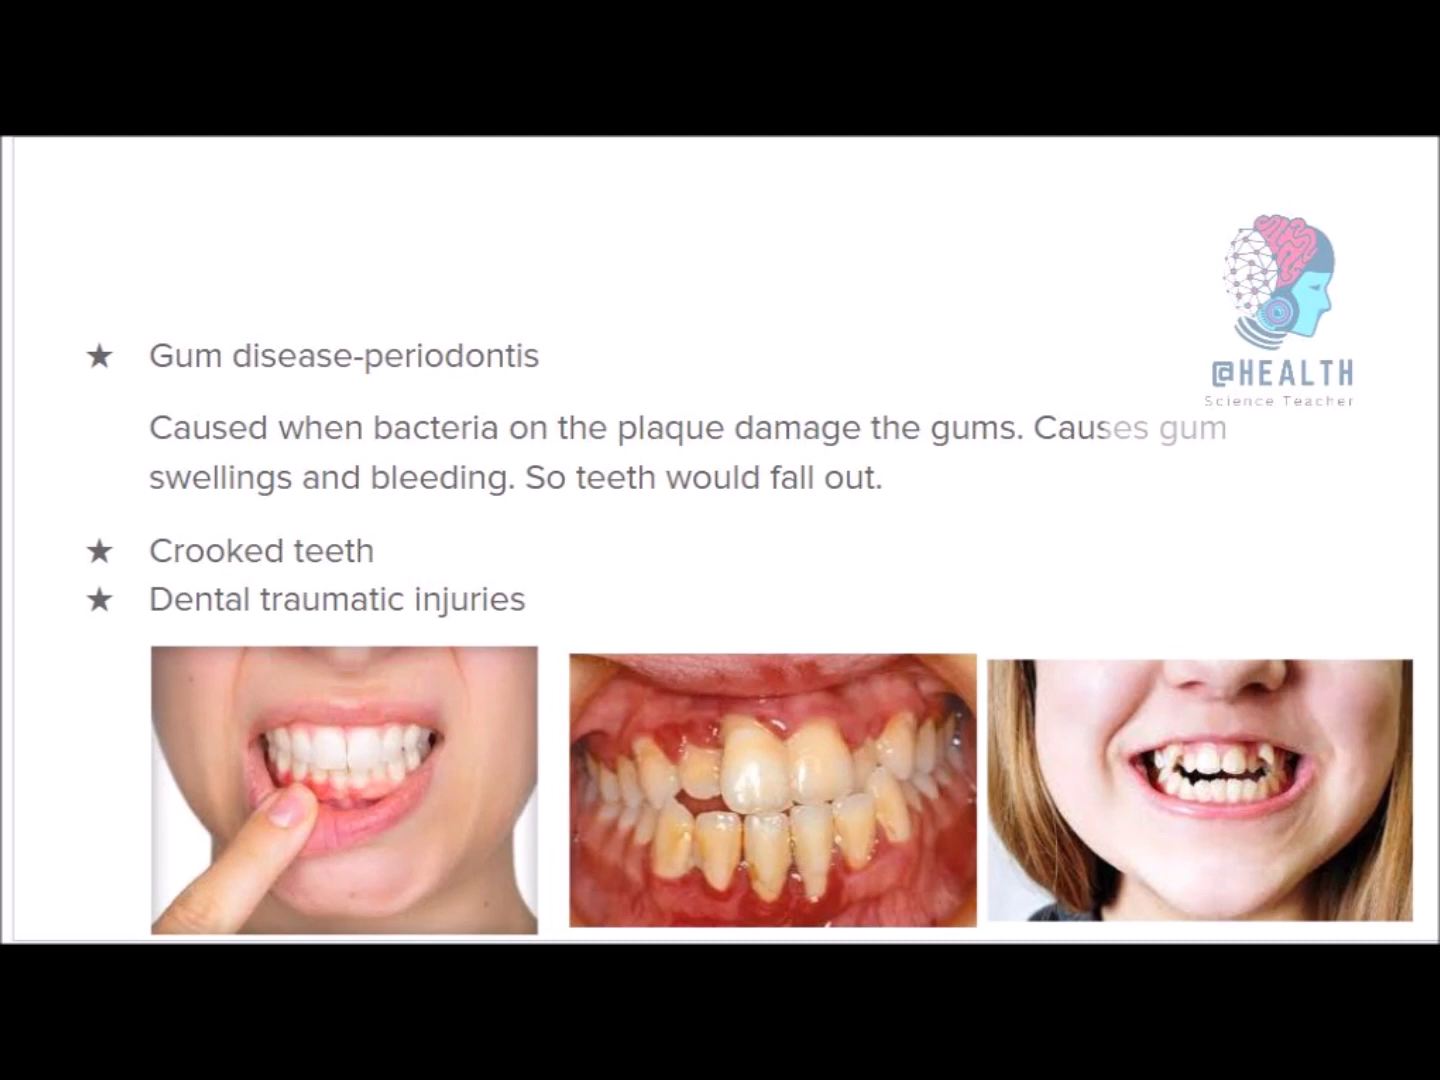 @HEALTH
Science Teacher
★ Gum disease-periodontis
Caused when bacteria on the plaque damage the gums. Causes gum
swellings and bleeding. So teeth would fall out.
★ Crooked teeth
★ Dental traumatic injuries